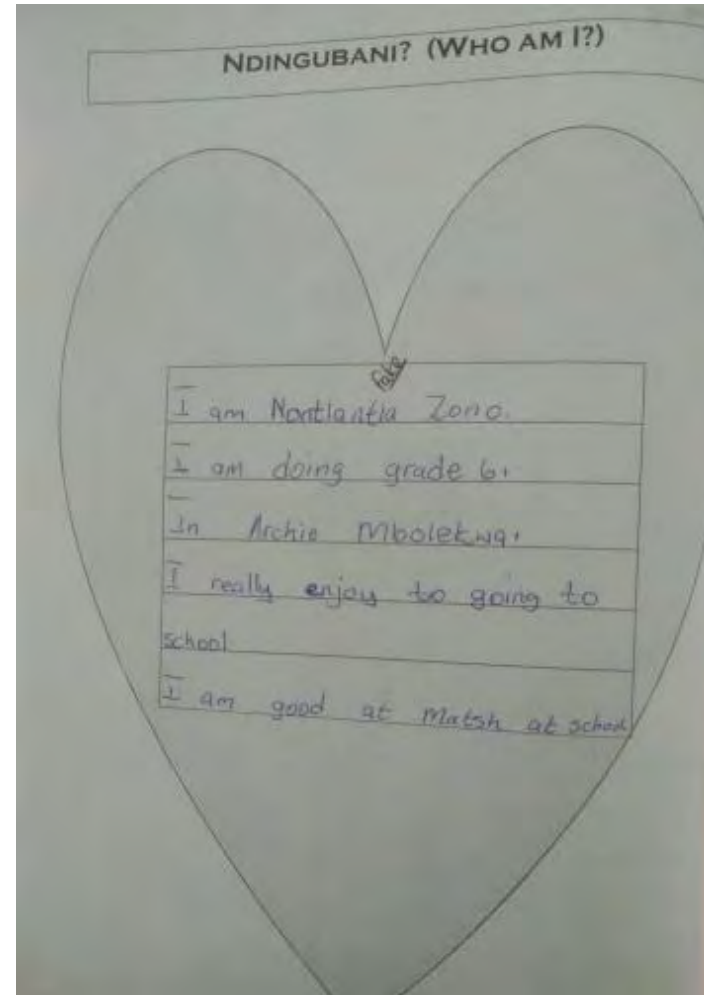 NDINGUBANI? (WHO AM I?)
fake
I am Nontlantla Zono.
I am doing grade 6.
In Archie Mbolekwa.
I really enjoy to going to
school
I am good at Matsh at school